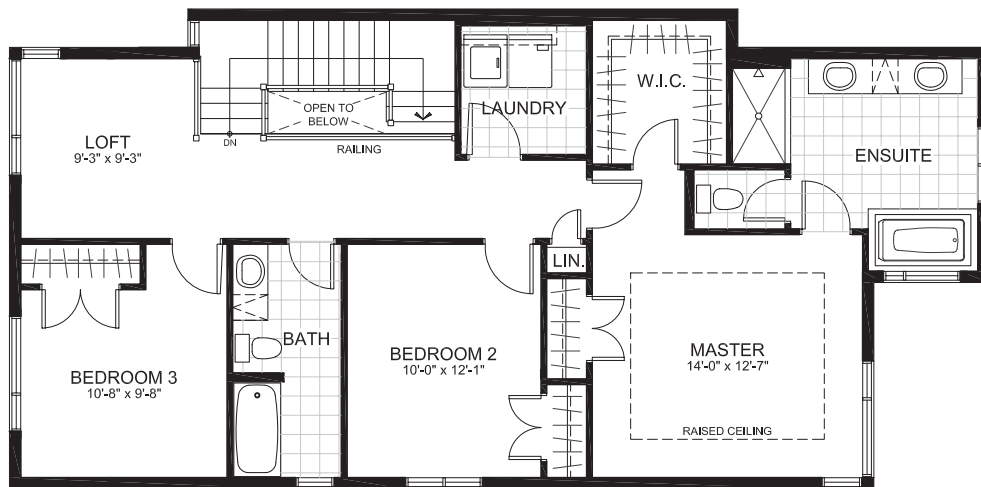 LAUNDRY
W.I.C.
OPEN TO
BELOW
LOFT
9'-3" x 9'-3"
DN
RAILING
ENSUITE
LIN.
BATH
BEDROOM 2
10'-0" x 12'-1"
MASTER
14'-0" x 12'-7"
BEDROOM 3
10'-8" x 9'-8"
RAISED CEILING